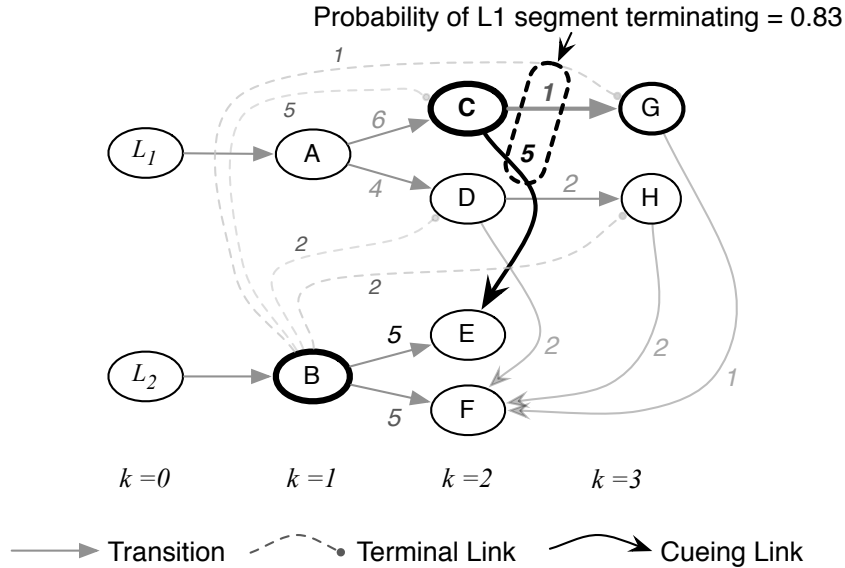 Probability of L1 segment terminating = 0.83
1
5
C
1
G
6
L1
A
5
4
D
2
H
2
2
5
E
2
2
1
L2
B
5
F
k =0
k =1
k =2
k =3
Transition
Terminal Link
Cueing Link